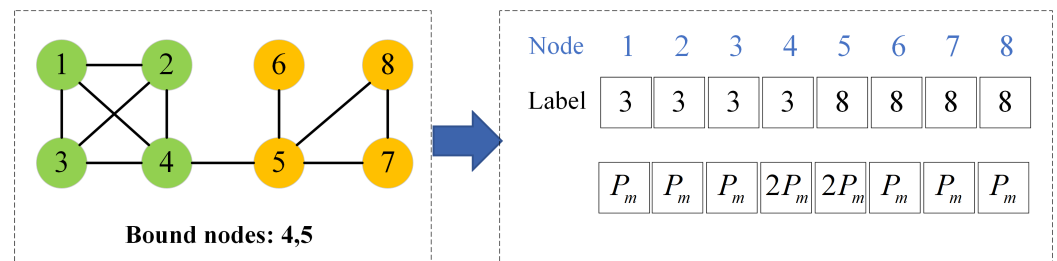 1 2 6 8
3 4 5 7
Bound nodes: 4,5
Node 1 2 3 4 5 6 7 8
Label 3 3 3 3 8 8 8 8
Pₘ Pₘ Pₘ 2Pₘ 2Pₘ Pₘ Pₘ Pₘ